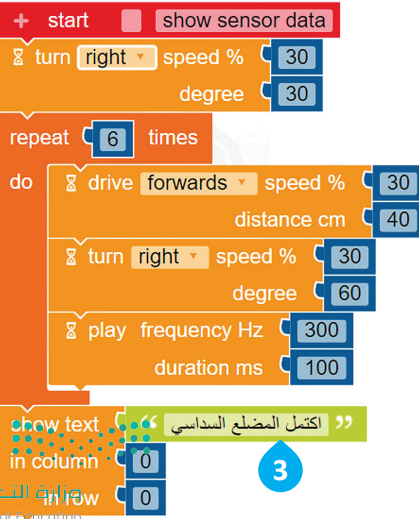 + start show sensor data
turn right speed % 30
degree 30
repeat 6 times
do drive forwards speed % 30
distance cm 40
turn right speed % 30
degree 60
play frequency Hz 300
duration ms 100
show text “ اكتمل المضلع السداسي ”
in column 0
3
in row 0